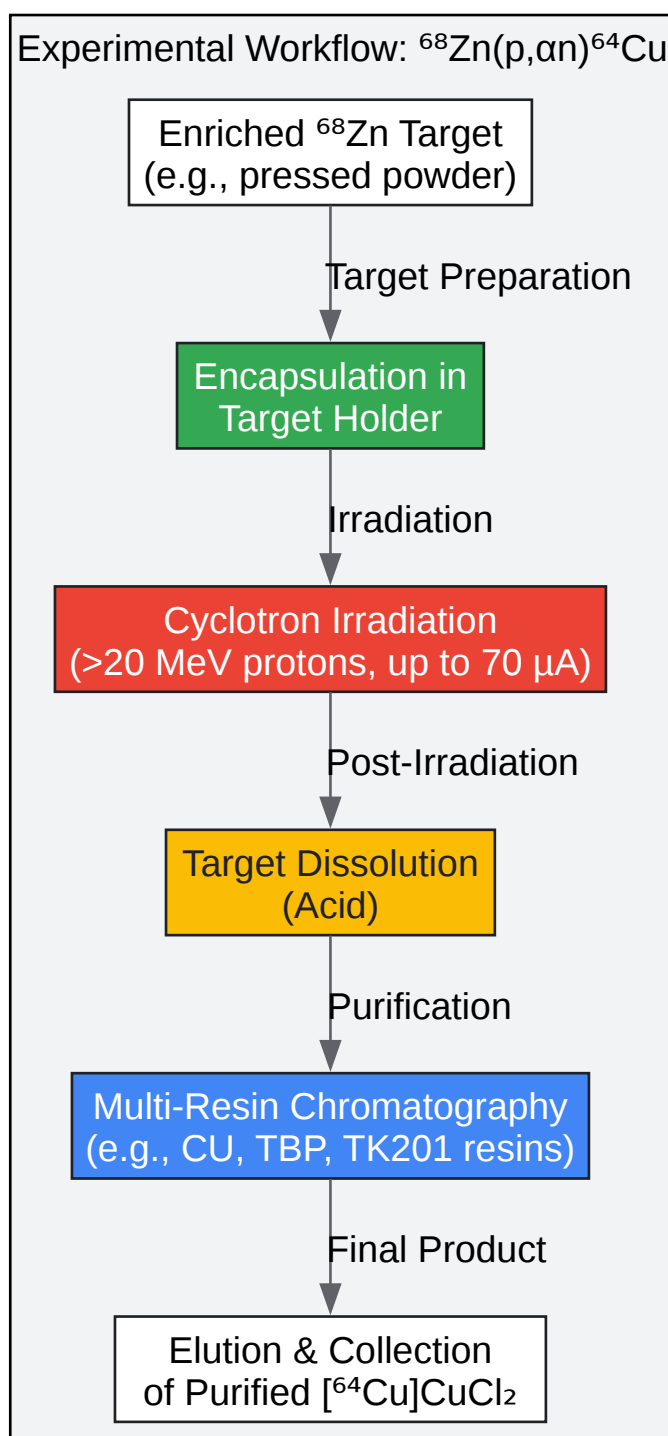 Experimental Workflow: ⁶⁸Zn(p,αn)⁶⁴Cu
Enriched ⁶⁸Zn Target
(e.g., pressed powder)
Target Preparation
Encapsulation in
Target Holder
Irradiation
Cyclotron Irradiation
(>20 MeV protons, up to 70 µA)
Post-Irradiation
Target Dissolution
(Acid)
Purification
Multi-Resin Chromatography
(e.g., CU, TBP, TK201 resins)
Final Product
Elution & Collection
of Purified [⁶⁴Cu]CuCl₂